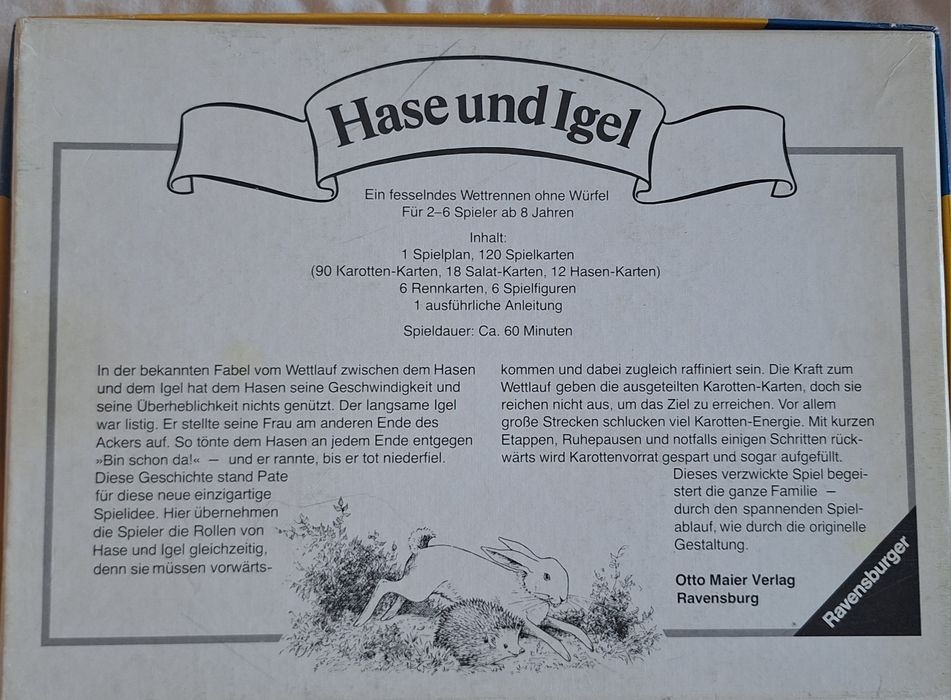 Hase und Igel
Ein fesselndes Wettrennen ohne Würfel
Für 2–6 Spieler ab 8 Jahren
Inhalt:
1 Spielplan, 120 Spielkarten
(90 Karotten-Karten, 18 Salat-Karten, 12 Hasen-Karten)
6 Rennkarten, 6 Spielfiguren
1 ausführliche Anleitung
Spieldauer: Ca. 60 Minuten
In der bekannten Fabel vom Wettlauf zwischen dem Hasen
und dem Igel hat dem Hasen seine Geschwindigkeit und
seine Überheblichkeit nichts genützt. Der langsame Igel
war listig. Er stellte seine Frau am anderen Ende des
Ackers auf. So tönte dem Hasen an jedem Ende entgegen
»Bin schon da!« — und er rannte, bis er tot niederfiel.
Diese Geschichte stand Pate
für diese neue einzigartige
Spielidee. Hier übernehmen
die Spieler die Rollen von
Hase und Igel gleichzeitig,
denn sie müssen vorwärts-
kommen und dabei zugleich raffiniert sein. Die Kraft zum
Wettlauf geben die ausgeteilten Karotten-Karten, doch sie
reichen nicht aus, um das Ziel zu erreichen. Vor allem
große Strecken schlucken viel Karotten-Energie. Mit kurzen
Etappen, Ruhepausen und notfalls einigen Schritten rück-
wärts wird Karottenvorrat gespart und sogar aufgefüllt.
Dieses verzwickte Spiel begei-
stert die ganze Familie —
durch den spannenden Spiel-
ablauf, wie durch die originelle
Gestaltung.
Otto Maier Verlag
Ravensburg
Ravensburger